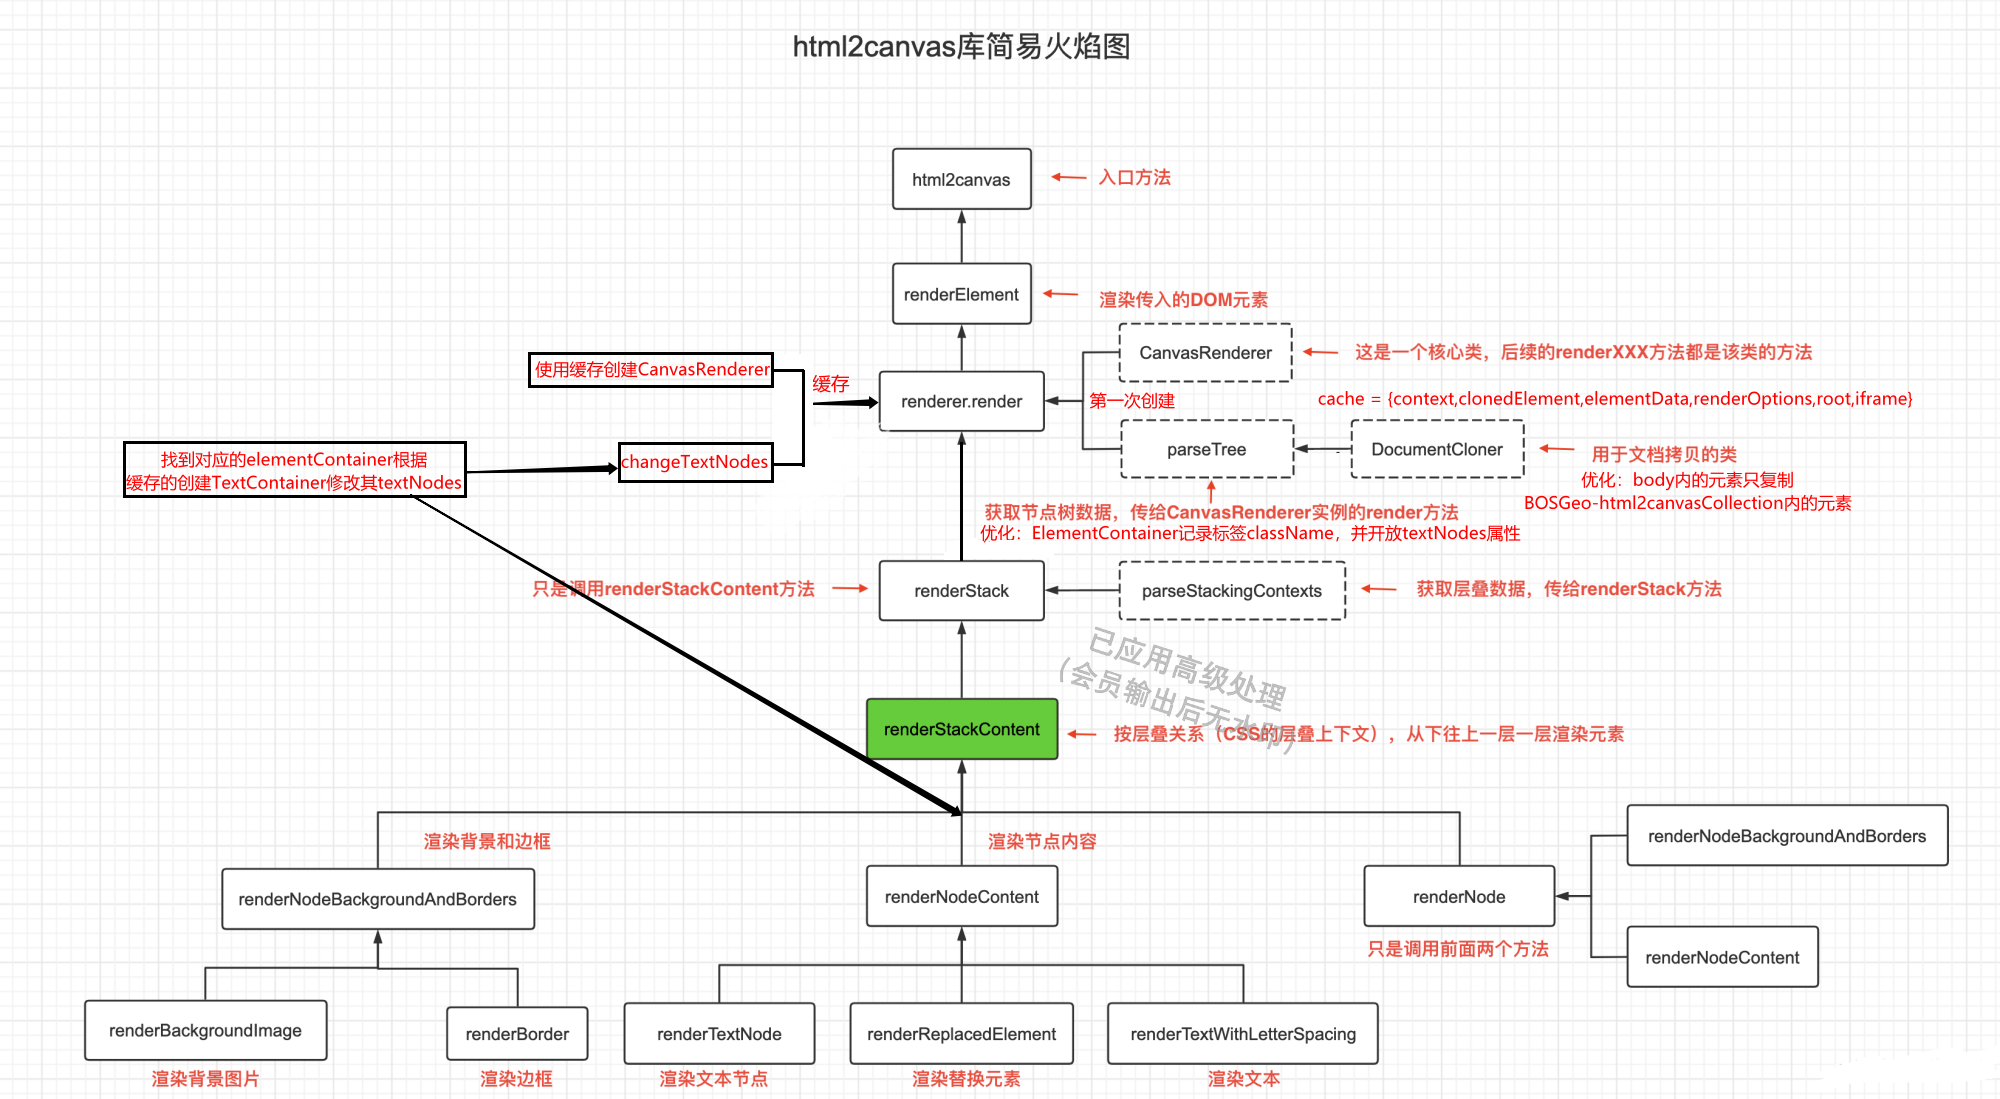 html2canvas库简易火焰图
html2canvas
入口方法
renderElement
渲染传入的DOM元素
CanvasRenderer
这是一个核心类，后续的renderXXX方法都是该类的方法
使用缓存创建CanvasRenderer
缓存
renderer.render
第一次创建
cache = {context,clonedElement,elementData,renderOptions,root,iframe}
找到对应的elementContainer根据
缓存的创建TextContainer修改其textNodes
changeTextNodes
parseTree
DocumentCloner
用于文档拷贝的类
优化：body内的元素只复制
BOSGeo-html2canvasCollection内的元素
获取节点树数据，传给CanvasRenderer实例的render方法
优化：ElementContainer记录标签className，并开放textNodes属性
只是调用renderStackContent方法
renderStack
parseStackingContexts
获取层叠数据，传给renderStack方法
已应用高级处理
（会员输出后无水印）
renderStackContent
按层叠关系（CSS的层叠上下文），从下往上一层一层渲染元素
渲染背景和边框
渲染节点内容
renderNodeBackgroundAndBorders
renderNodeBackgroundAndBorders
renderNodeContent
renderNode
只是调用前面两个方法
renderNodeContent
renderBackgroundImage
renderBorder
renderTextNode
renderReplacedElement
renderTextWithLetterSpacing
渲染背景图片
渲染边框
渲染文本节点
渲染替换元素
渲染文本